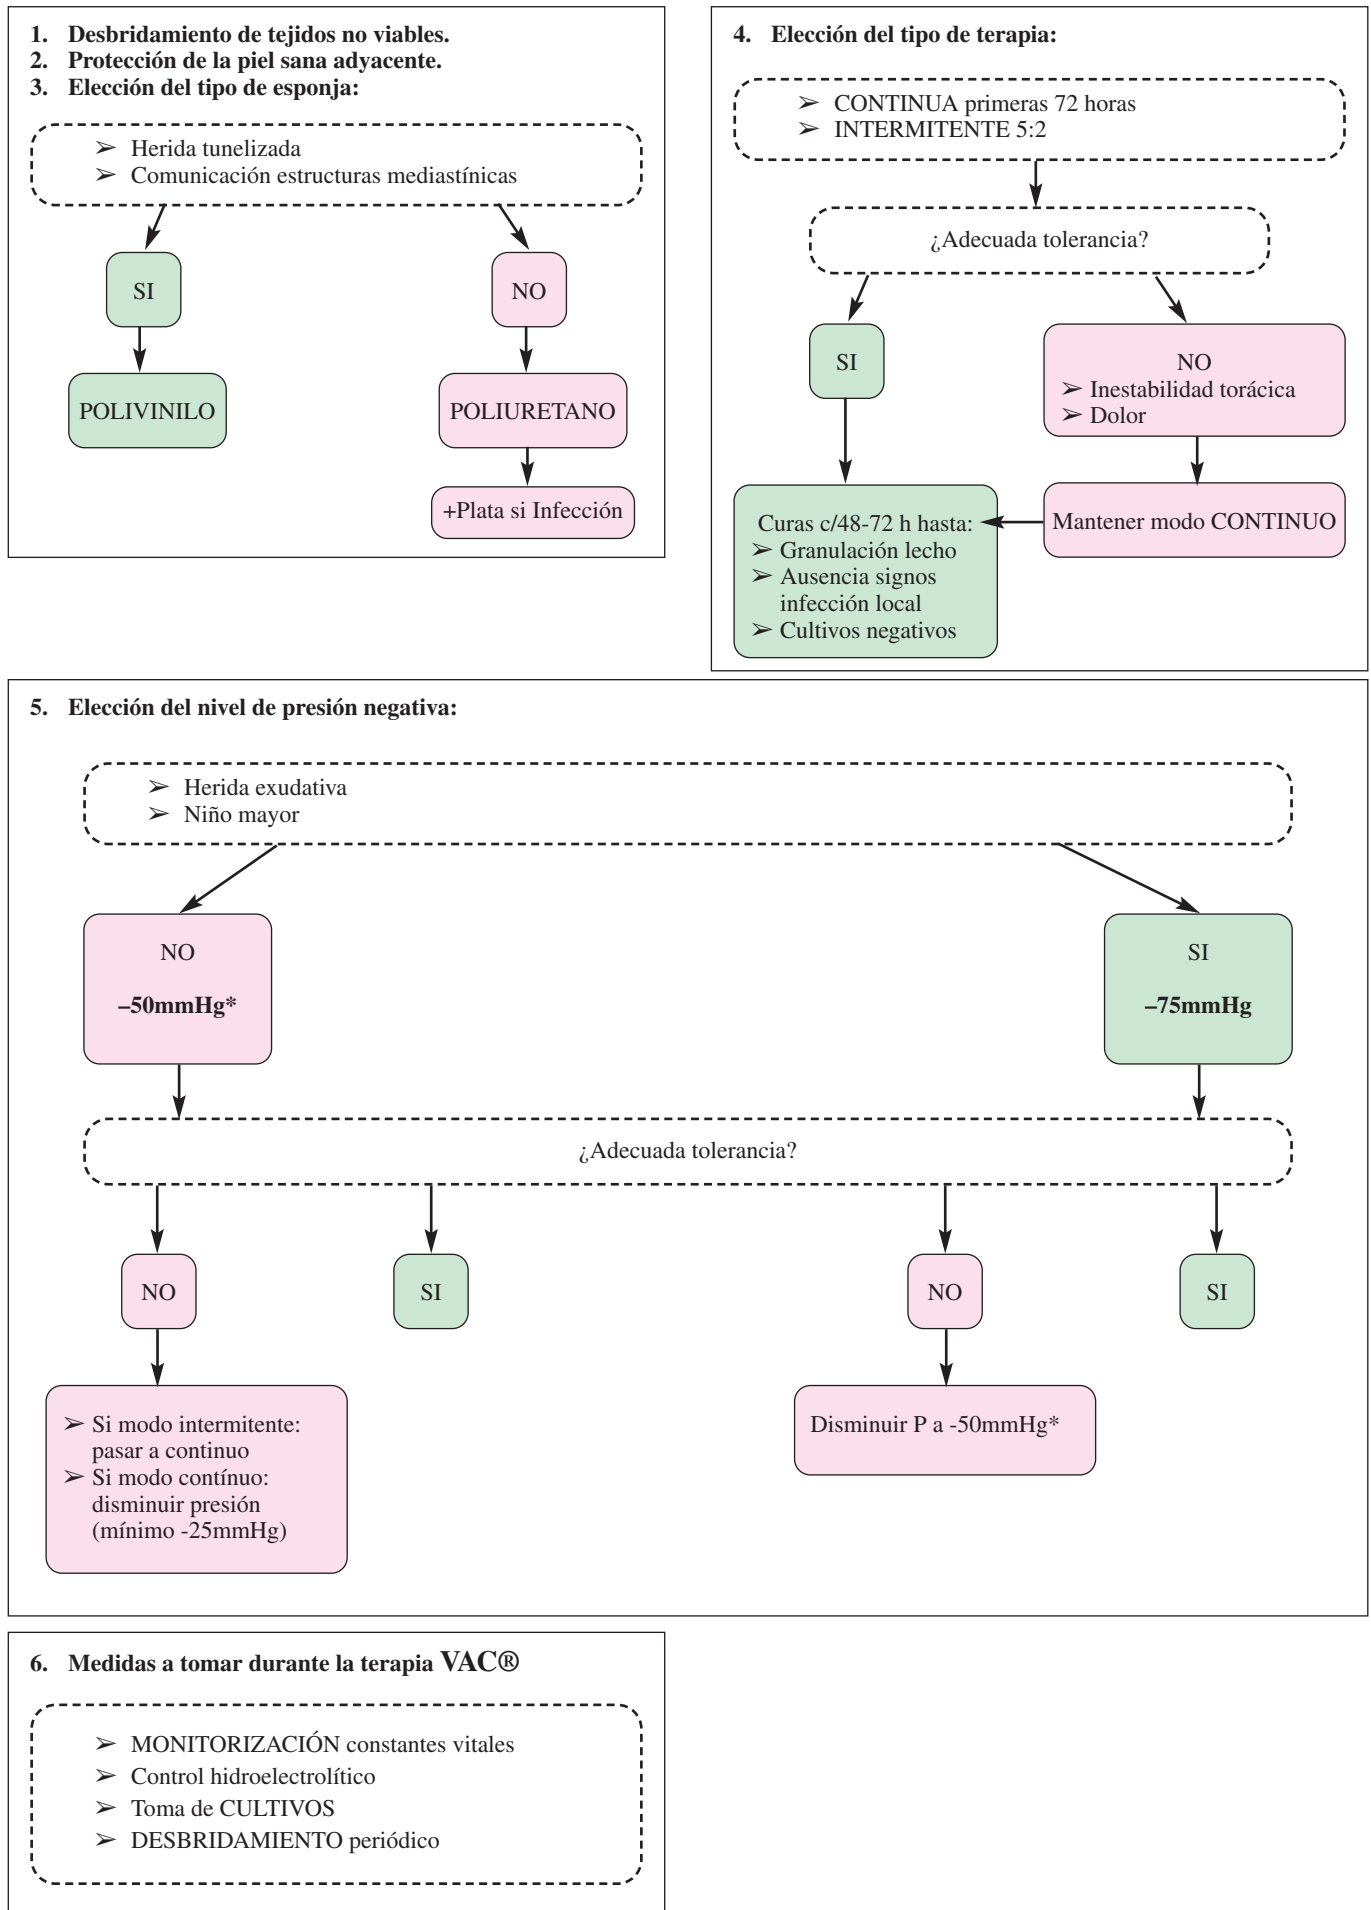 1. Desbridamiento de tejidos no viables.
2. Protección de la piel sana adyacente.
3. Elección del tipo de esponja:
➢ Herida tunelizada
➢ Comunicación estructuras mediastínicas
SI
NO
POLIVINILO
POLIURETANO
+Plata si Infección
4. Elección del tipo de terapia:
➢ CONTINUA primeras 72 horas
➢ INTERMITENTE 5:2
¿Adecuada tolerancia?
SI
NO
➢ Inestabilidad torácica
➢ Dolor
Mantener modo CONTINUO
Curas c/48-72 h hasta:
➢ Granulación lecho
➢ Ausencia signos
infección local
➢ Cultivos negativos
5. Elección del nivel de presión negativa:
➢ Herida exudativa
➢ Niño mayor
NO
–50mmHg*
SI
–75mmHg
¿Adecuada tolerancia?
NO
SI
NO
SI
➢ Si modo intermitente:
pasar a continuo
➢ Si modo contínuo:
disminuir presión
(mínimo -25mmHg)
Disminuir P a -50mmHg*
6. Medidas a tomar durante la terapia VAC®
➢ MONITORIZACIÓN constantes vitales
➢ Control hidroelectrolítico
➢ Toma de CULTIVOS
➢ DESBRIDAMIENTO periódico